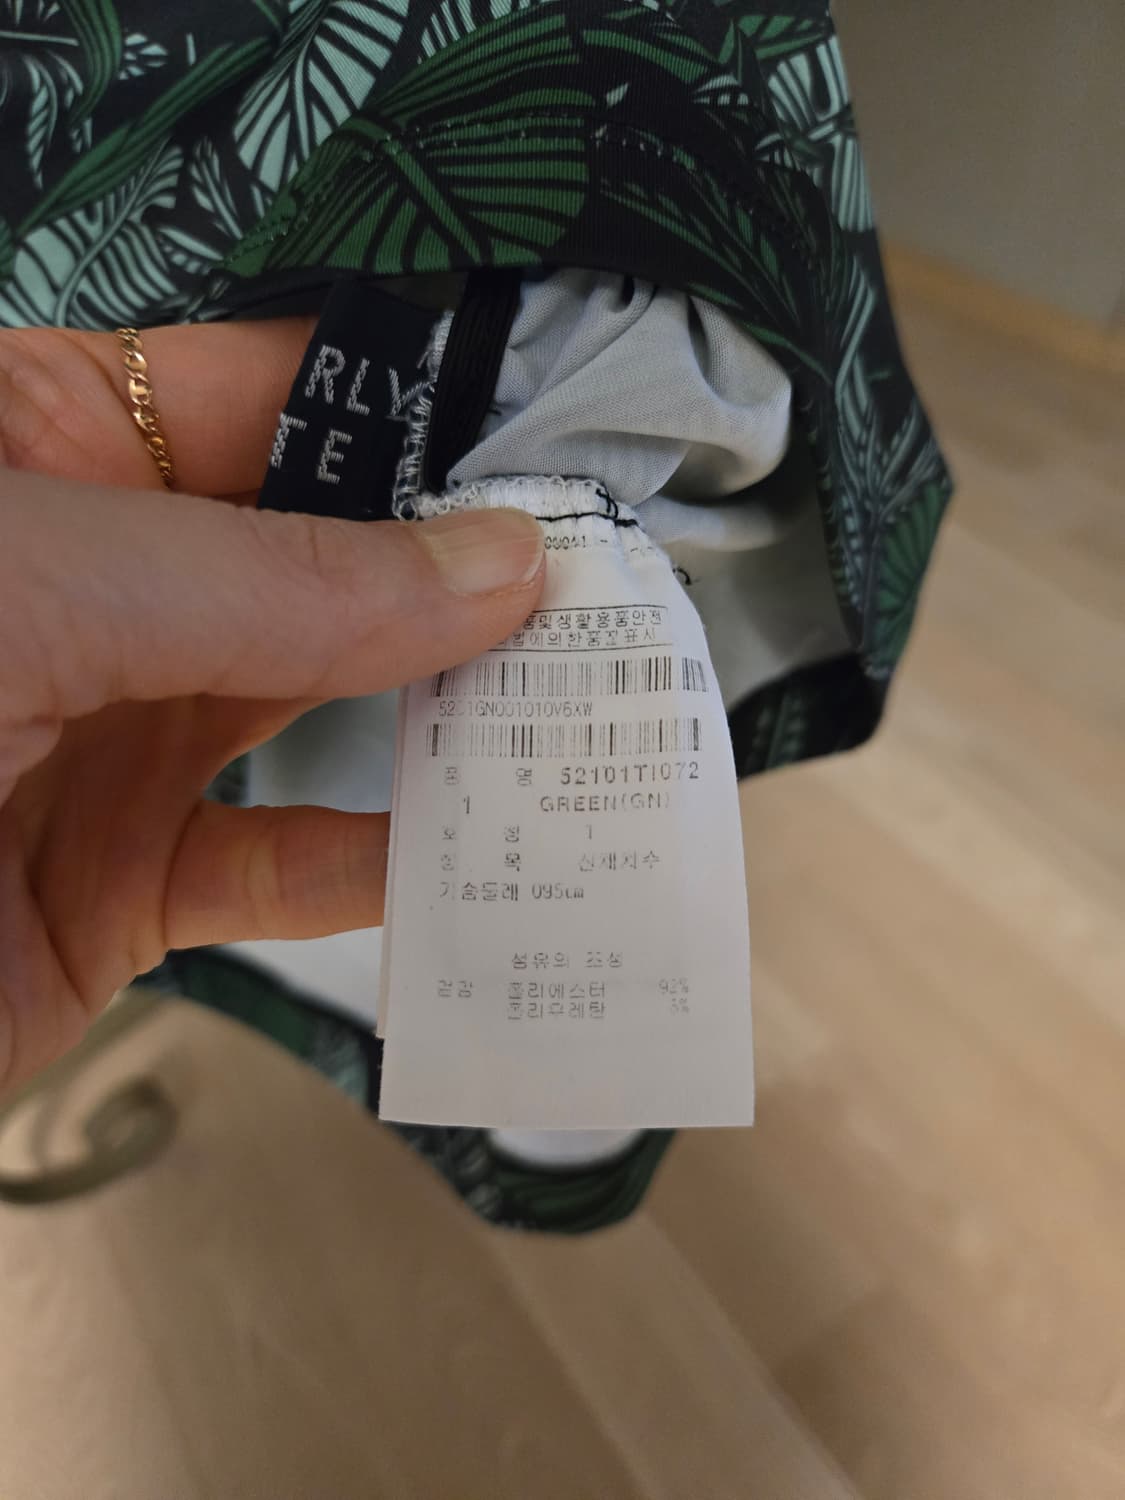 RLY
TE
00041 -
품및생활용품안전
법에의한품질표시
5201GN001010V6XW
품 명 52101TI072
1 GREEN(GN)
호 칭 1
항 목 신체치수
가슴둘레 095cm
섬유의 조성
겉감 폴리에스터 92%
폴리우레탄